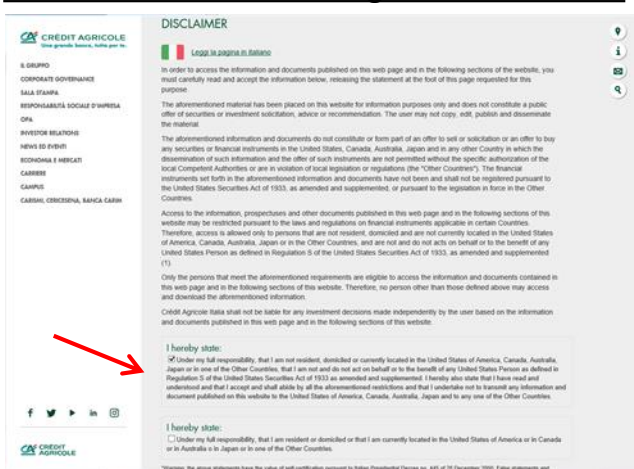 CRÉDIT AGRICOLE
Una grande banca, tutta per te.
IL GRUPPO
CORPORATE GOVERNANCE
SALA STAMPA
RESPONSABILITÀ SOCIALE D'IMPRESA
OPA
INVESTOR RELATIONS
NEWS ED EVENTI
ECONOMIA E MERCATI
CARRIERE
CAMPUS
CARISMI, CERICESENA, BANCA CARIM
f in
CRÉDIT
AGRICOLE
DISCLAIMER
Leggi la pagina in italiano
In order to access the information and documents published on this web page and in the following sections of the website, you
must carefully read and accept the information below, releasing the statement at the foot of this page requested for this
purpose.
The aforementioned material has been placed on this website for information purposes only and does not constitute a public
offer of securities or investment solicitation, advice or recommendation. The user may not copy, edit, publish and disseminate
the material.
The aforementioned information and documents do not constitute or form part of an offer to sell or solicitation or an offer to buy
any securities or financial instruments in the United States, Canada, Australia, Japan and in any other Country in which the
dissemination of such information and the offer of such instruments are not permitted without the specific authorization of the
local Competent Authorities or are in violation of local legislation or regulations (the "Other Countries"). The financial
instruments set forth in the aforementioned information and documents have not been and shall not be registered pursuant to
the United States Securities Act of 1933, as amended and supplemented, or pursuant to the legislation in force in the Other
Countries.
Access to the information, prospectuses and other documents published in this web page and in the following sections of this
website may be restricted pursuant to the laws and regulations on financial instruments applicable in certain Countries.
Therefore, access is allowed only to persons that are not resident, domiciled and are not currently located in the United States
of America, Canada, Australia, Japan or in the Other Countries, and are not and do not acts on behalf or to the benefit of any
United States Person as defined in Regulation S of the United States Securities Act of 1933, as amended and supplemented
(1).
Only the persons that meet the aforementioned requirements are eligible to access the information and documents contained in
this web page and in the following sections of this website. Therefore, no person other than those defined above may access
and download the aforementioned information.
Crédit Agricole Italia shall not be liable for any investment decisions made independently by the user based on the information
and documents published in this web page and in the following sections of this website.
I hereby state:
Under my full responsibility, that I am not resident, domiciled or currently located in the United States of America, Canada, Australia,
Japan or in one of the Other Countries, that I am not and do not act on behalf or to the benefit of any United States Person as defined in
Regulation S of the United States Securities Act of 1933 as amended and supplemented. I hereby also state that I have read and
understood and that I accept and shall abide by all the aforementioned restrictions and that I undertake not to transmit any information and
document published on this website to the United States of America, Canada, Australia, Japan and to any one of the Other Countries.
I hereby state:
Under my full responsibility, that I am resident or domiciled or that I am currently located in the United States of America or in Canada
or in Australia o in Japan or in one of the Other Countries.